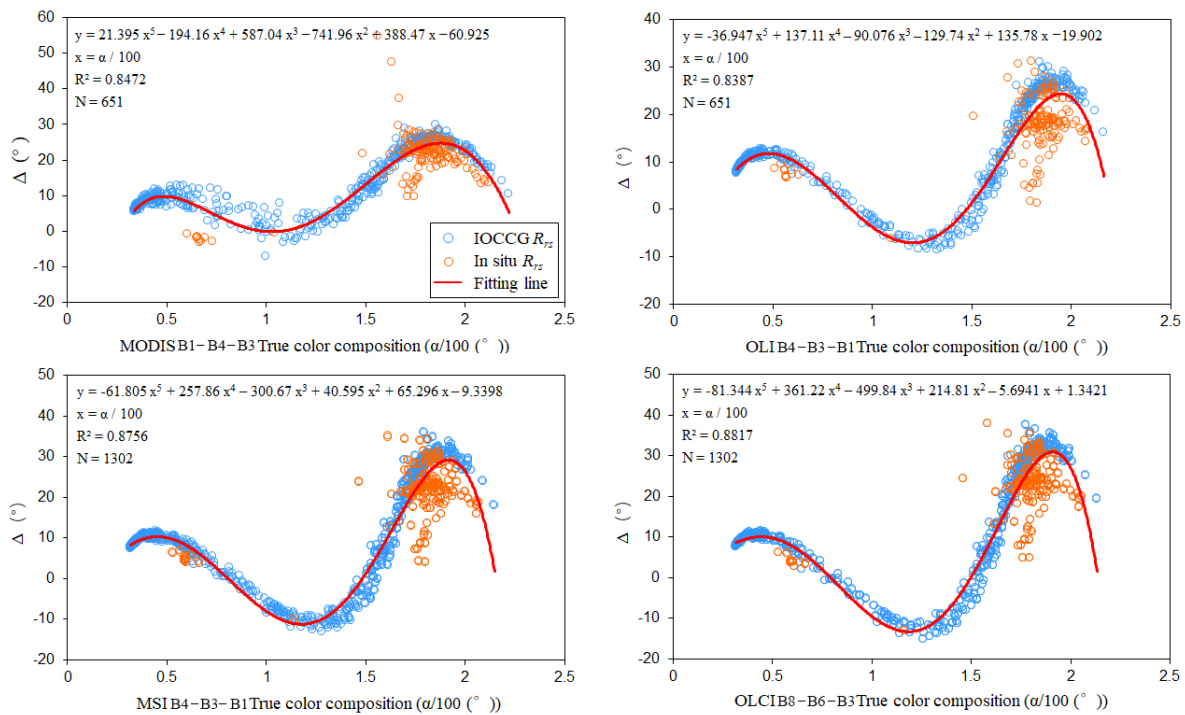 60
50
40
30
20
10
0
-10
-20
Δ (°)
y = 21.395 x⁵ − 194.16 x⁴ + 587.04 x³ −741.96 x² + 388.47 x −60.925
x = α / 100
R² = 0.8472
N = 651
IOCCG Rrs
In situ Rrs
Fitting line
0 0.5 1 1.5 2 2.5
MODIS B1−B4−B3 True color composition (α/100 (°))
40
30
20
10
0
-10
-20
Δ (°)
y = -36.947 x⁵ + 137.11 x⁴ − 90.076 x³ −129.74 x² + 135.78 x −19.902
x = α / 100
R² = 0.8387
N = 651
0 0.5 1 1.5 2 2.5
OLI B4−B3−B1 True color composition (α/100 (°))
50
40
30
20
10
0
-10
-20
Δ (°)
y = -61.805 x⁵ + 257.86 x⁴ − 300.67 x³ + 40.595 x² + 65.296 x − 9.3398
x = α / 100
R² = 0.8756
N = 1302
0 0.5 1 1.5 2 2.5
MSI B4−B3−B1 True color composition (α/100 (°))
50
40
30
20
10
0
-10
-20
Δ (°)
y = -81.344 x⁵ + 361.22 x⁴ − 499.84 x³ + 214.81 x² − 5.6941 x + 1.3421
x = α / 100
R² = 0.8817
N = 1302
0 0.5 1 1.5 2 2.5
OLCI B8−B6−B3 True color composition (α/100 (°))